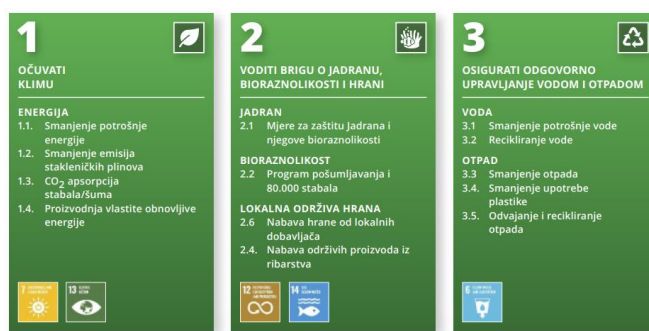 1
OČUVATI
KLIMU
ENERGIJA
1.1. Smanjenje potrošnje
energije
1.2. Smanjenje emisija
stakleničkih plinova
1.3. CO2 apsorpcija
stabala/šuma
1.4. Proizvodnja vlastite obnovljive
energije
7
13
2
VODITI BRIGU O JADRANU,
BIORAZNOLIKOSTI I HRANI
JADRAN
2.1 Mjere za zaštitu Jadrana i
njegove bioraznolikosti
BIORAZNOLIKOST
2.2 Program pošumljavanja i
80.000 stabala
LOKALNA ODRŽIVA HRANA
2.6 Nabava hrane od lokalnih
dobavljača
2.4. Nabava održivih proizvoda iz
ribarstva
12
14
3
OSIGURATI ODGOVORNO
UPRAVLJANJE VODOM I OTPADOM
VODA
3.1 Smanjenje potrošnje vode
3.2 Recikliranje vode
OTPAD
3.3 Smanjenje otpada
3.4. Smanjenje upotrebe
plastike
3.5. Odvajanje i recikliranje
otpada
6